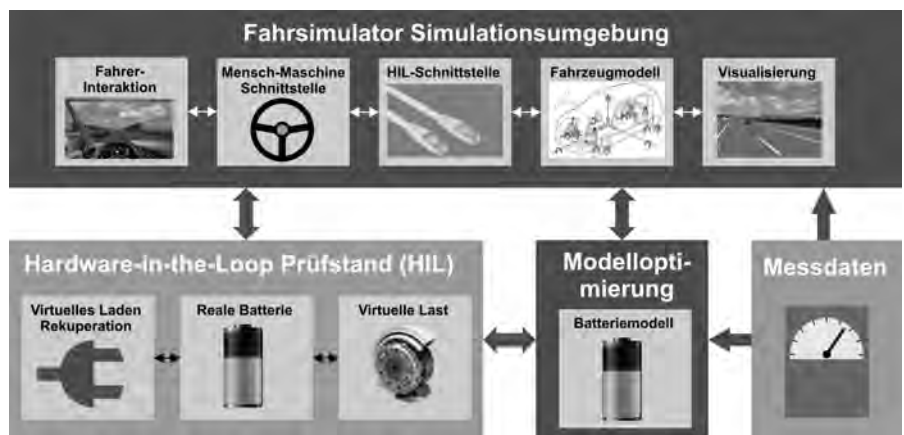 Fahrsimulator Simulationsumgebung
Fahrer-
Interaktion
Mensch-Maschine
Schnittstelle
HIL-Schnittstelle
Fahrzeugmodell
Visualisierung
Hardware-in-the-Loop Prüfstand (HIL)
Virtuelles Laden
Rekuperation
Reale Batterie
Virtuelle Last
Modellopti-
mierung
Batteriemodell
Messdaten